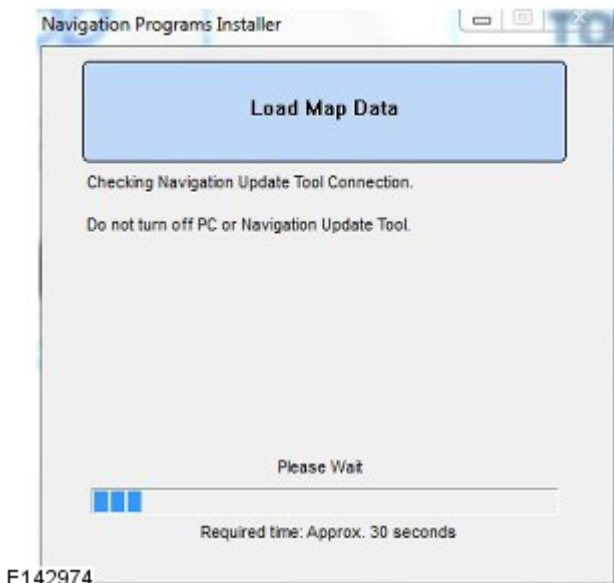 Navigation Programs Installer
Load Map Data
Checking Navigation Update Tool Connection.
Do not turn off PC or Navigation Update Tool.
Please Wait
Required time: Approx. 30 seconds
E142974